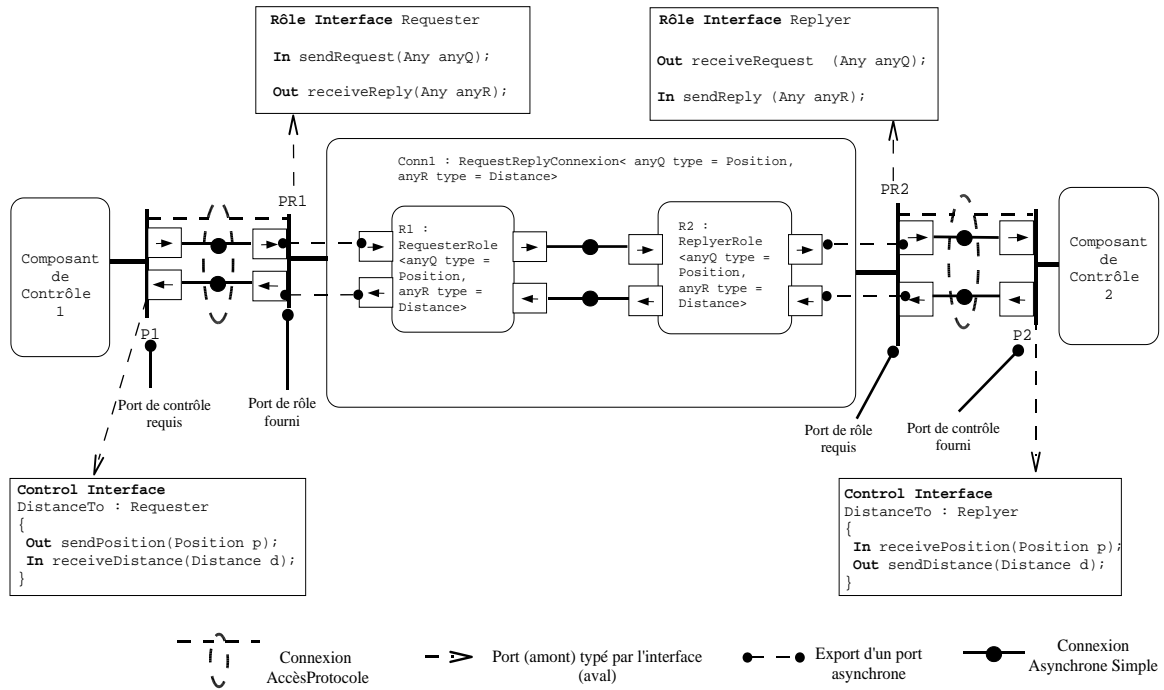 Rôle Interface Requester
In sendRequest(Any anyQ);
Out receiveReply(Any anyR);
Rôle Interface Replyer
Out receiveRequest (Any anyQ);
In sendReply (Any anyR);
Conn1 : RequestReplyConnexion< anyQ type = Position,
anyR type = Distance>
PR1
PR2
Composant
de
Contrôle
1
R1 :
RequesterRole
<anyQ type =
Position,
anyR type =
Distance>
R2 :
ReplyerRole
<anyQ type =
Position,
anyR type =
Distance>
Composant
de
Contrôle
2
P1
P2
Port de contrôle
requis
Port de rôle
fourni
Port de rôle
requis
Port de contrôle
fourni
Control Interface
DistanceTo : Requester
{
Out sendPosition(Position p);
In receiveDistance(Distance d);
}
Control Interface
DistanceTo : Replyer
{
In receivePosition(Position p);
Out sendDistance(Distance d);
}
Connexion
AccèsProtocole
Port (amont) typé par l'interface
(aval)
Export d'un port
asynchrone
Connexion
Asynchrone Simple